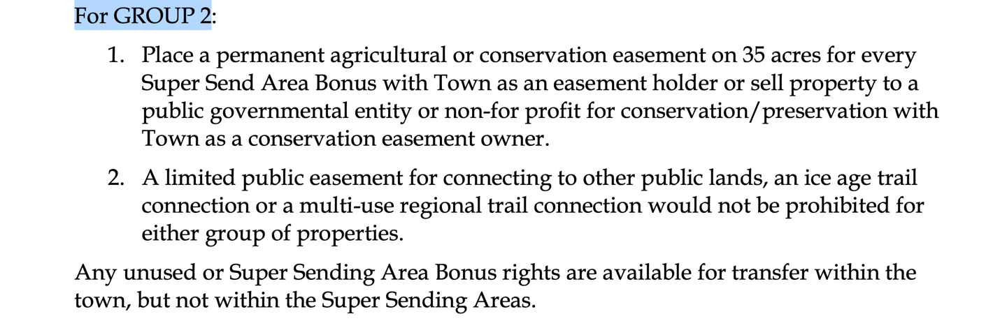 For GROUP 2:
1. Place a permanent agricultural or conservation easement on 35 acres for every
Super Send Area Bonus with Town as an easement holder or sell property to a
public governmental entity or non-for profit for conservation/preservation with
Town as a conservation easement owner.
2. A limited public easement for connecting to other public lands, an ice age trail
connection or a multi-use regional trail connection would not be prohibited for
either group of properties.
Any unused or Super Sending Area Bonus rights are available for transfer within the
town, but not within the Super Sending Areas.